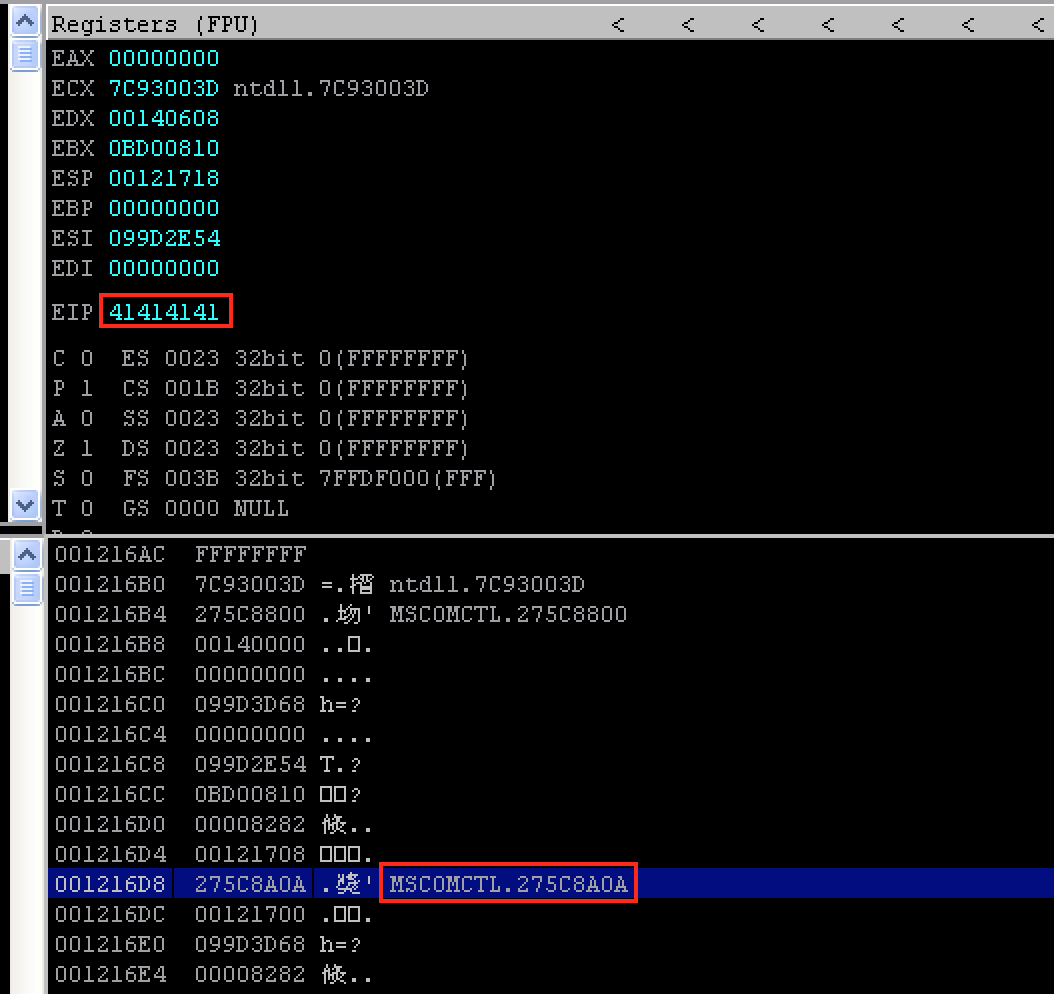 Registers (FPU) < < < < < < <
EAX 00000000
ECX 7C93003D ntdll.7C93003D
EDX 00140608
EBX 0BD00810
ESP 00121718
EBP 00000000
ESI 099D2E54
EDI 00000000
EIP 41414141
C 0 ES 0023 32bit 0(FFFFFFFF)
P 1 CS 001B 32bit 0(FFFFFFFF)
A 0 SS 0023 32bit 0(FFFFFFFF)
Z 1 DS 0023 32bit 0(FFFFFFFF)
S 0 FS 003B 32bit 7FFDF000(FFF)
T 0 GS 0000 NULL
001216AC FFFFFFFF
001216B0 7C93003D =. ntdll.7C93003D
001216B4 275C8800 .坳' MSCOMCTL.275C8800
001216B8 00140000 ..□.
001216BC 00000000 ....
001216C0 099D3D68 h=?
001216C4 00000000 ....
001216C8 099D2E54 T.?
001216CC 0BD00810 □□?
001216D0 00008282 ..
001216D4 00121708 □□□.
001216D8 275C8A0A .' MSCOMCTL.275C8A0A
001216DC 00121700 .□□.
001216E0 099D3D68 h=?
001216E4 00008282 ..